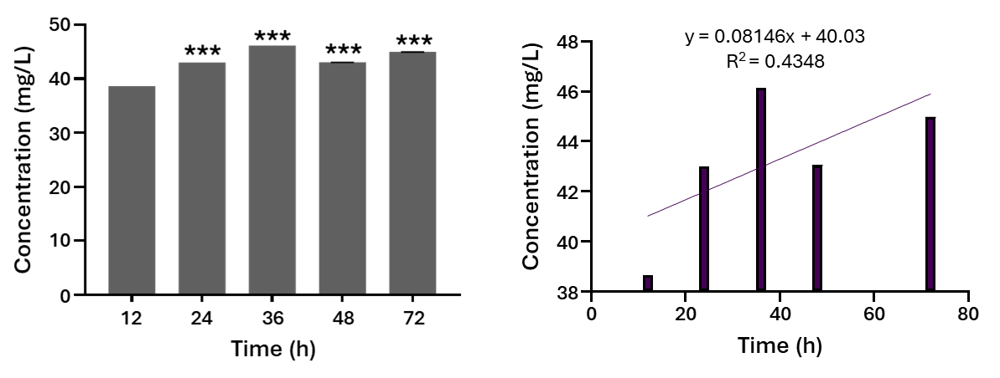 Concentration (mg/L)
50
40
30
20
10
0
***
***
***
***
12 24 36 48 72
Time (h)
y = 0.08146x + 40.03
R² = 0.4348
Concentration (mg/L)
48
46
44
42
40
38
0 20 40 60 80
Time (h)